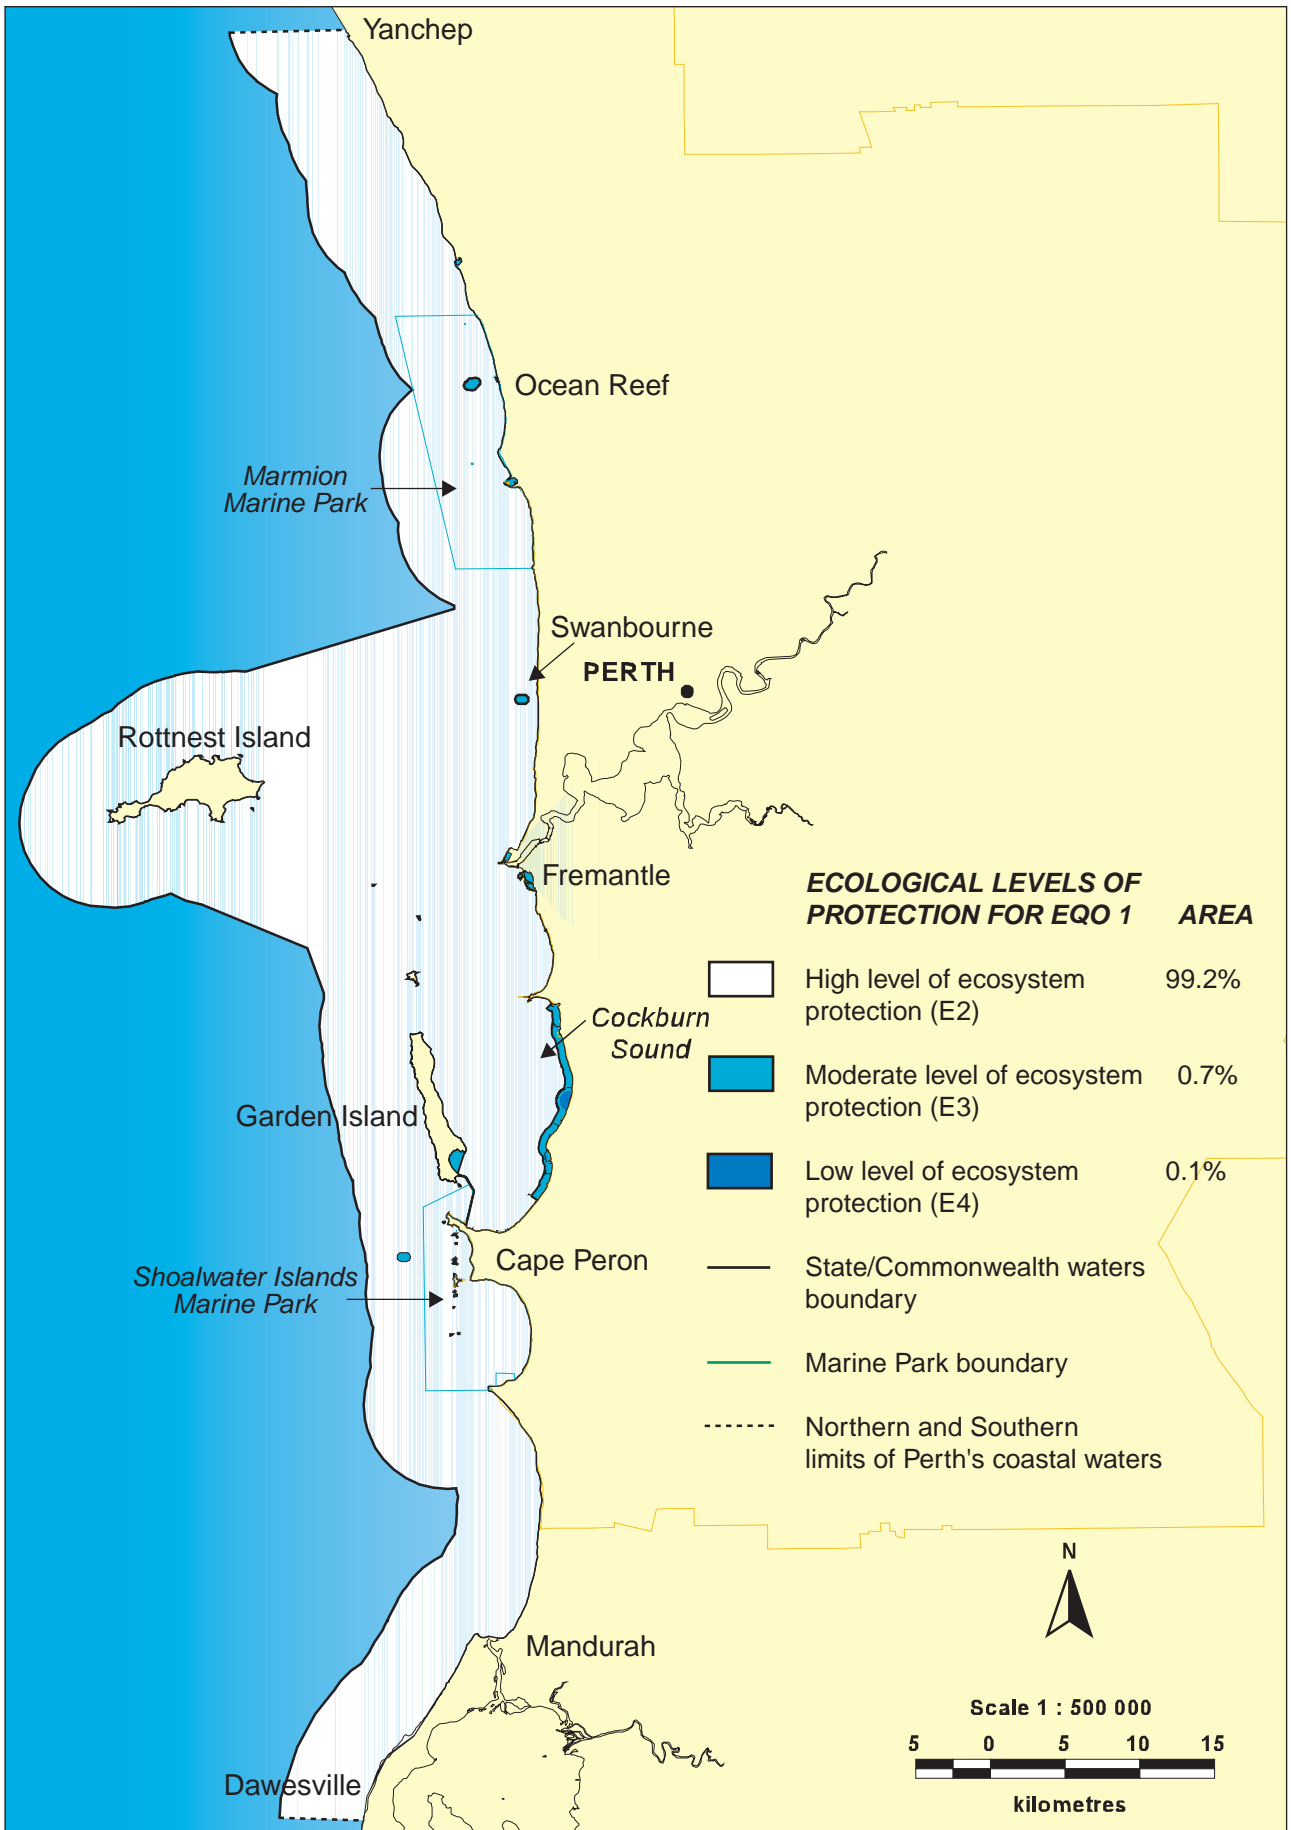 Yanchep
Ocean Reef
Marmion
Marine Park
Swanbourne
PERTH
Rottnest Island
Fremantle
ECOLOGICAL LEVELS OF
PROTECTION FOR EQO 1 AREA
High level of ecosystem 99.2%
protection (E2)
Cockburn
Sound
Moderate level of ecosystem 0.7%
protection (E3)
Garden Island
Low level of ecosystem 0.1%
protection (E4)
Cape Peron
State/Commonwealth waters
boundary
Shoalwater Islands
Marine Park
Marine Park boundary
Northern and Southern
limits of Perth's coastal waters
N
Mandurah
Scale 1 : 500 000
5 0 5 10 15
kilometres
Dawesville